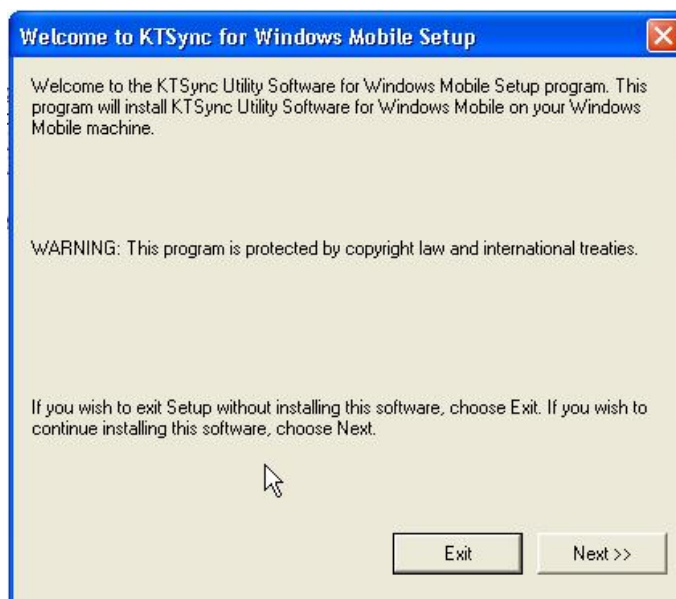 Welcome to KTSync for Windows Mobile Setup
Welcome to the KTSync Utility Software for Windows Mobile Setup program. This
program will install KTSync Utility Software for Windows Mobile on your Windows
Mobile machine.
WARNING: This program is protected by copyright law and international treaties.
If you wish to exit Setup without installing this software, choose Exit. If you wish to
continue installing this software, choose Next.
Exit
Next >>